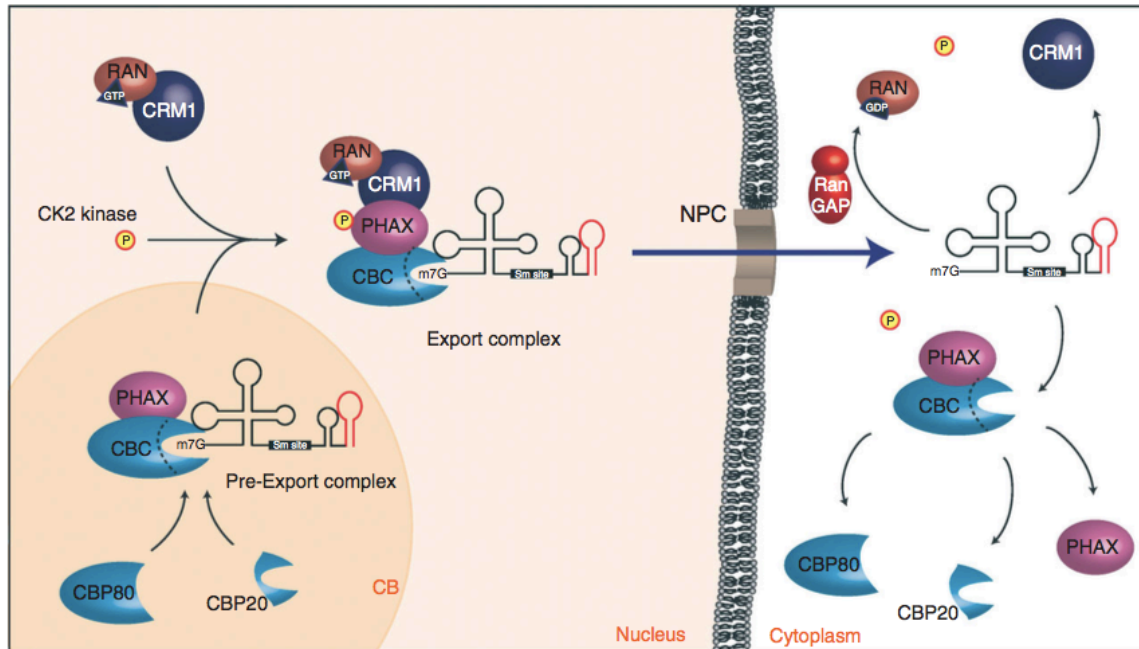 RAN
GTP
CRM1
CK2 kinase
P
RAN
GTP
CRM1
P
PHAX
CBC
m7G
Sm site
Export complex
PHAX
CBC
m7G
Sm site
Pre-Export complex
CBP80
CBP20
CB
Nucleus
NPC
P
CRM1
RAN
GDP
Ran
GAP
m7G
Sm site
P
PHAX
CBC
CBP80
CBP20
PHAX
Cytoplasm